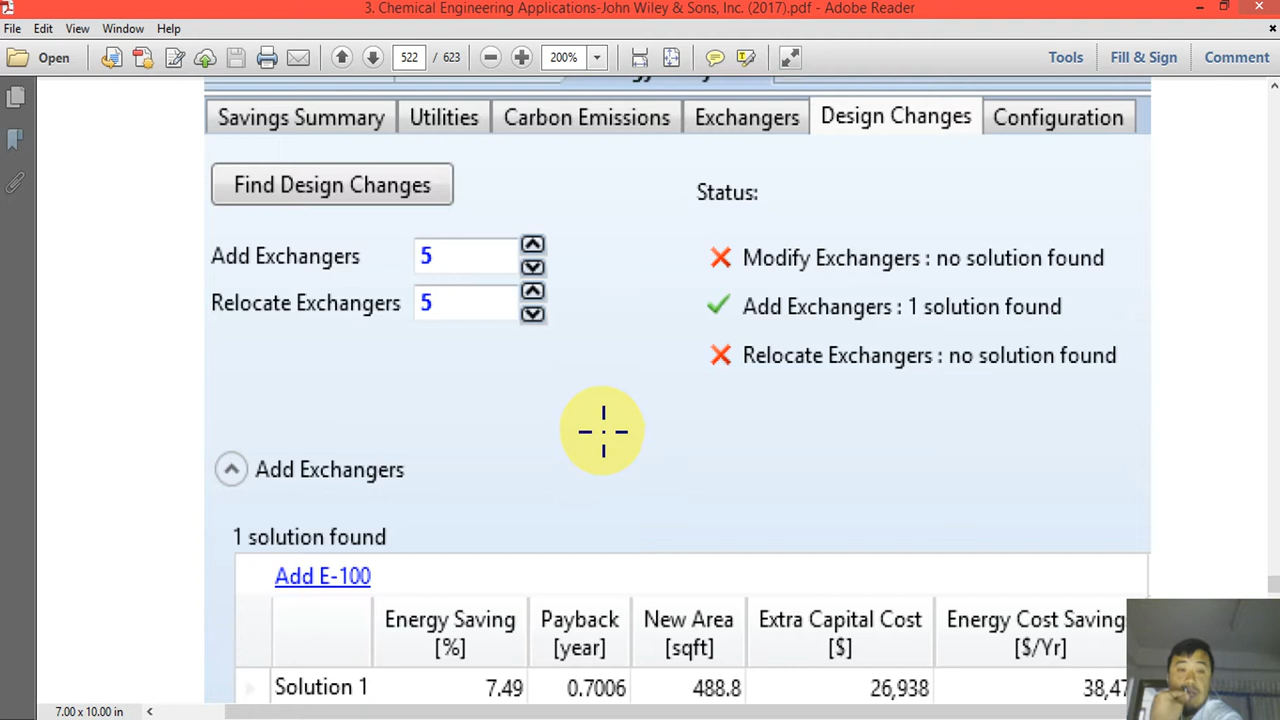 3. Chemical Engineering Applications-John Wiley & Sons, Inc. (2017).pdf - Adobe Reader
File Edit View Window Help
Open 522 / 623 200% Tools Fill & Sign Comment
Savings Summary Utilities Carbon Emissions Exchangers Design Changes Configuration
Find Design Changes
Status:
Add Exchangers 5
Modify Exchangers : no solution found
Relocate Exchangers 5
Add Exchangers : 1 solution found
Relocate Exchangers : no solution found
Add Exchangers
1 solution found
Add E-100
Energy Saving [%] Payback [year] New Area [sqft] Extra Capital Cost [$] Energy Cost Savings [$/Yr]
Solution 1 7.49 0.7006 488.8 26,938 38,47
7.00 x 10.00 in